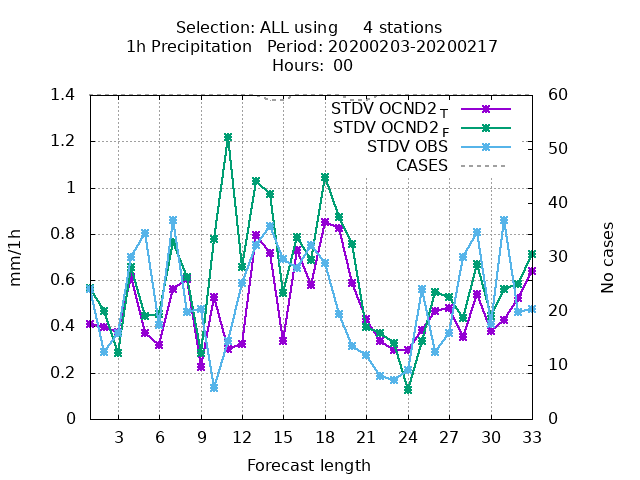 Selection: ALL using     4 stations
1h Precipitation   Period: 20200203-20200217
Hours:  00
STDV OCND2 T
STDV OCND2 F
STDV OBS
CASES
1.4
1.2
1
0.8
0.6
0.4
0.2
0
60
50
40
30
20
10
0
mm/1h
No cases
3 6 9 12 15 18 21 24 27 30 33
Forecast length